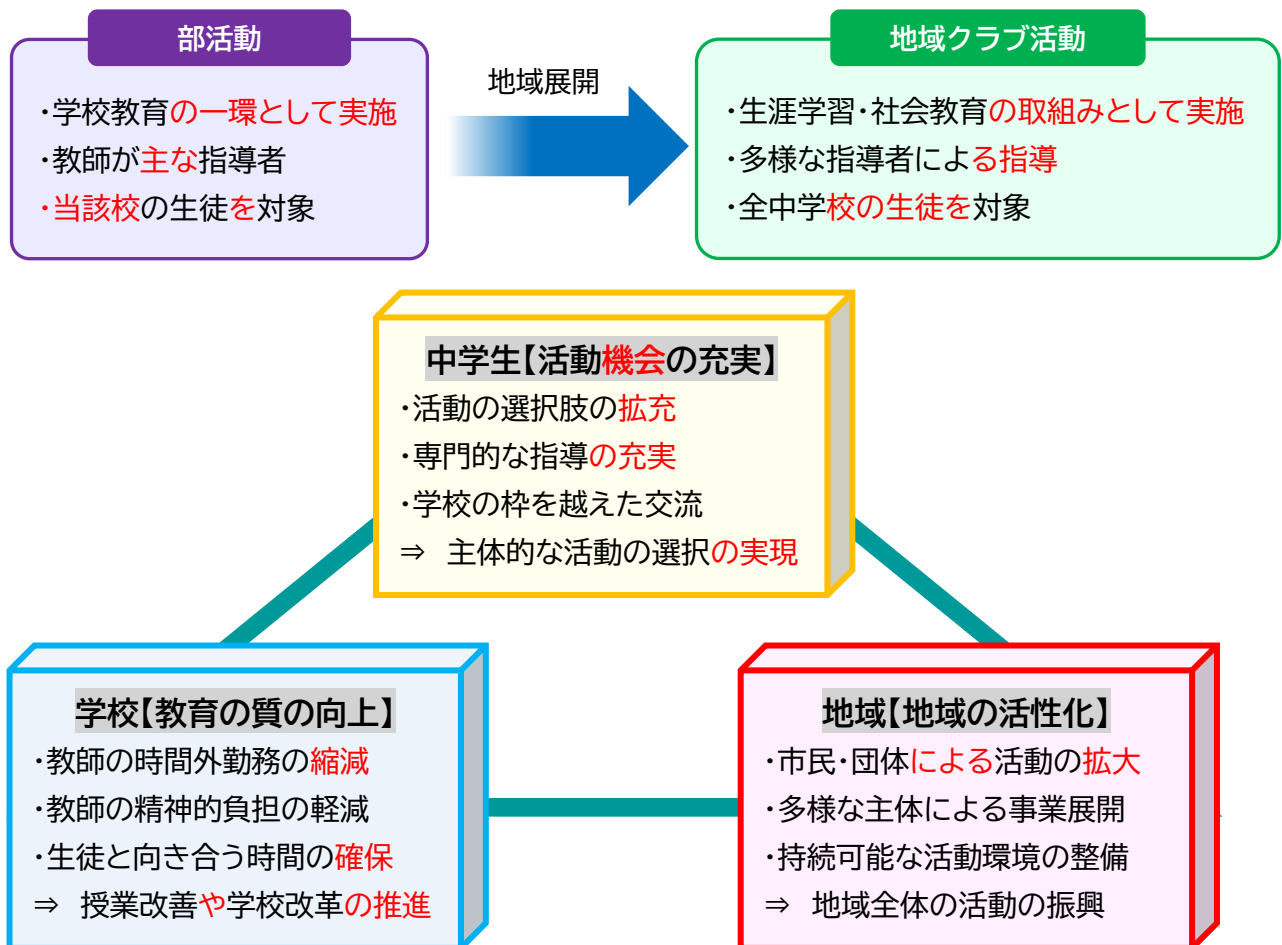 部活動
・学校教育の一環として実施
・教師が主な指導者
・当該校の生徒を対象
地域展開
地域クラブ活動
・生涯学習・社会教育の取組みとして実施
・多様な指導者による指導
・全中学校の生徒を対象
中学生【活動機会の充実】
・活動の選択肢の拡充
・専門的な指導の充実
・学校の枠を越えた交流
⇒ 主体的な活動の選択の実現
学校【教育の質の向上】
・教師の時間外勤務の縮減
・教師の精神的負担の軽減
・生徒と向き合う時間の確保
⇒ 授業改善や学校改革の推進
地域【地域の活性化】
・市民・団体による活動の拡大
・多様な主体による事業展開
・持続可能な活動環境の整備
⇒ 地域全体の活動の振興